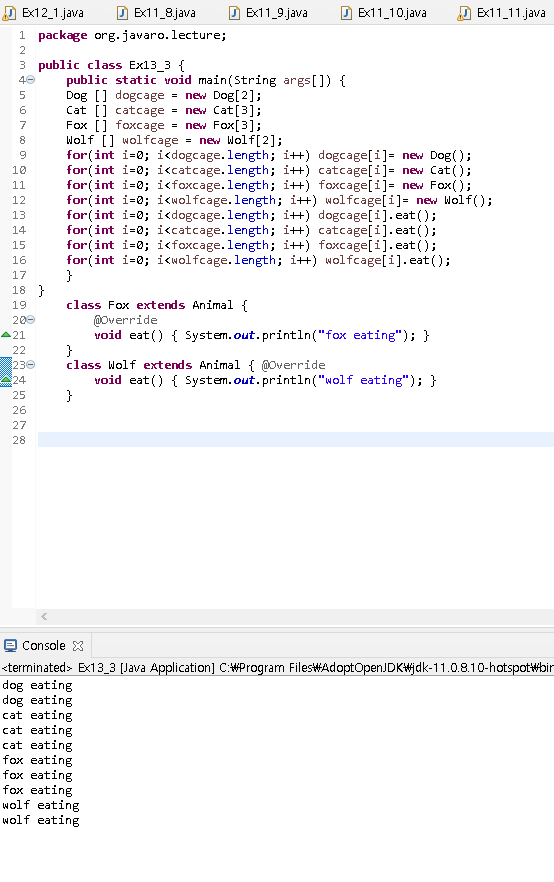 Ex12_1.java Ex11_8.java Ex11_9.java Ex11_10.java Ex11_11.java
1 package org.javaro.lecture;
2
3 public class Ex13_3 {
4 public static void main(String args[]) {
5 Dog [] dogcage = new Dog[2];
6 Cat [] catcage = new Cat[3];
7 Fox [] foxcage = new Fox[3];
8 Wolf [] wolfcage = new Wolf[2];
9 for(int i=0; i<dogcage.length; i++) dogcage[i]= new Dog();
10 for(int i=0; i<catcage.length; i++) catcage[i]= new Cat();
11 for(int i=0; i<foxcage.length; i++) foxcage[i]= new Fox();
12 for(int i=0; i<wolfcage.length; i++) wolfcage[i]= new Wolf();
13 for(int i=0; i<dogcage.length; i++) dogcage[i].eat();
14 for(int i=0; i<catcage.length; i++) catcage[i].eat();
15 for(int i=0; i<foxcage.length; i++) foxcage[i].eat();
16 for(int i=0; i<wolfcage.length; i++) wolfcage[i].eat();
17 }
18 }
19 class Fox extends Animal {
20 @Override
21 void eat() { System.out.println("fox eating"); }
22 }
23 class Wolf extends Animal { @Override
24 void eat() { System.out.println("wolf eating"); }
25 }
26
27
28
Console
<terminated> Ex13_3 [Java Application] C:₩Program Files₩AdoptOpenJDK₩jdk-11.0.8.10-hotspot₩bin
dog eating
dog eating
cat eating
cat eating
cat eating
fox eating
fox eating
fox eating
wolf eating
wolf eating